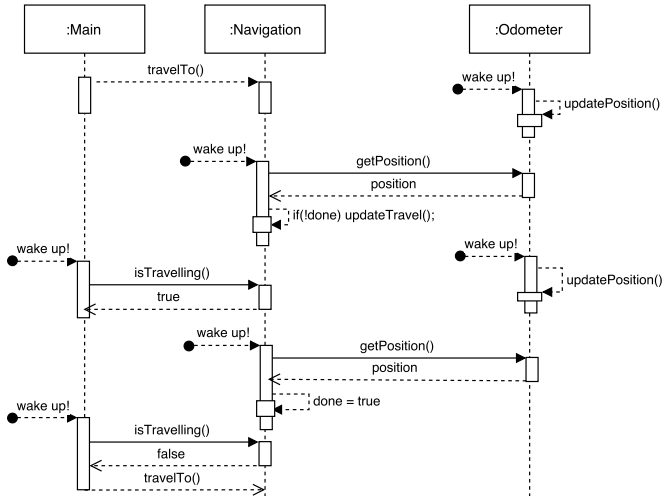 :Main
:Navigation
:Odometer
travelTo()
wake up!
updatePosition()
wake up!
getPosition()
position
if(!done) updateTravel();
wake up!
wake up!
isTravelling()
updatePosition()
true
wake up!
getPosition()
position
done = true
wake up!
isTravelling()
false
travelTo()